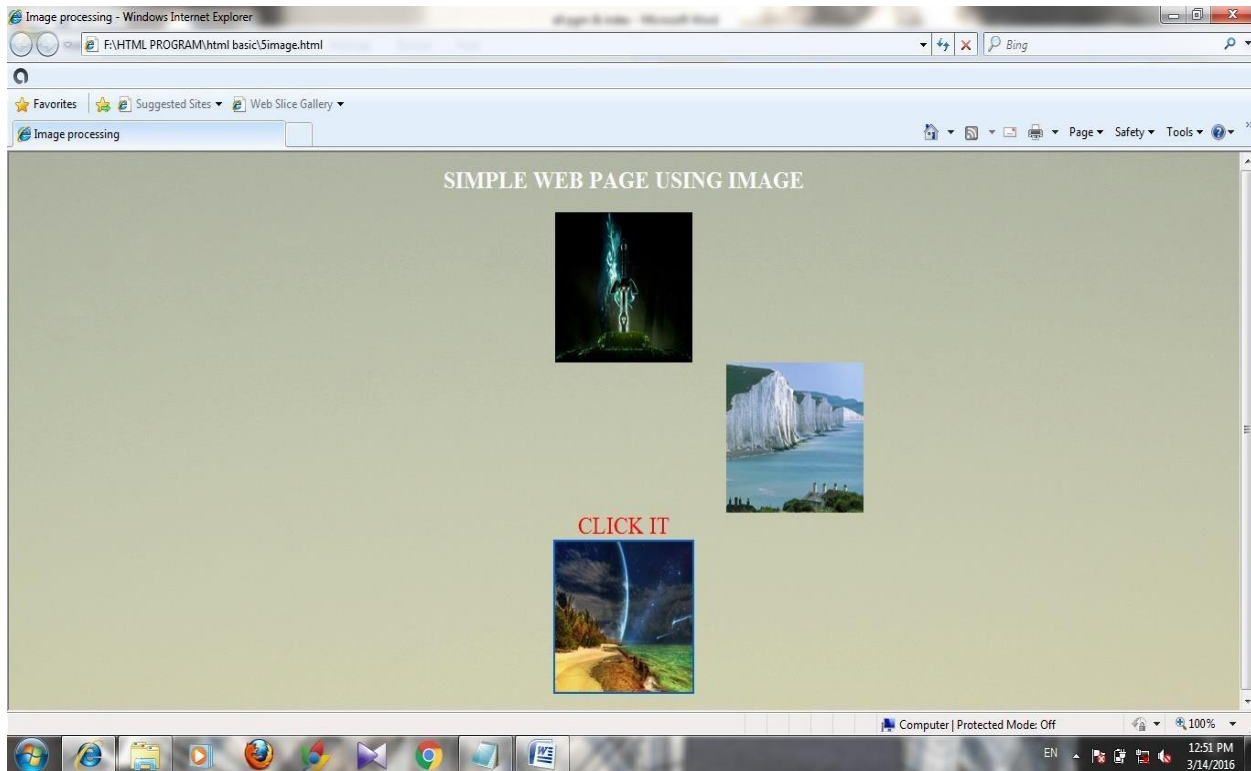 Image processing - Windows Internet Explorer
F:\HTML PROGRAM\html basic\5image.html
Bing
Favorites Suggested Sites Web Slice Gallery
Image processing
Page Safety Tools
SIMPLE WEB PAGE USING IMAGE
CLICK IT
Computer | Protected Mode: Off
100%
EN
12:51 PM
3/14/2016